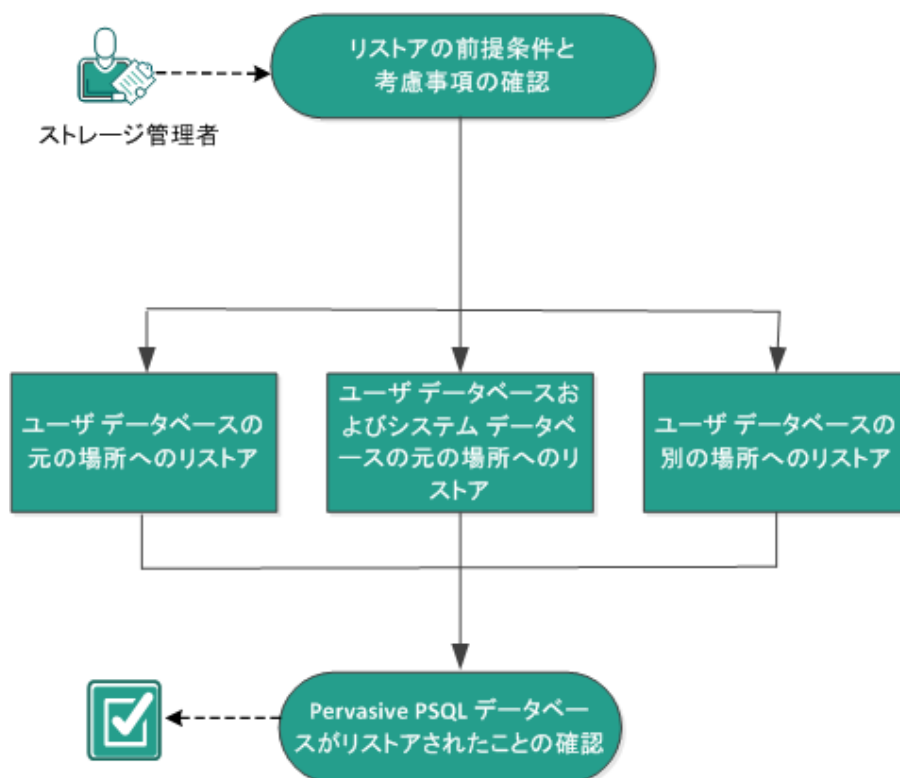 リストアの前提条件と
考慮事項の確認
ストレージ管理者
ユーザ データベースの
元の場所へのリストア
ユーザ データベースお
よびシステム データベ
ースの元の場所へのリ
ストア
ユーザ データベースの
別の場所へのリストア
Pervasive PSQL データベー
スがリストアされたことの確認